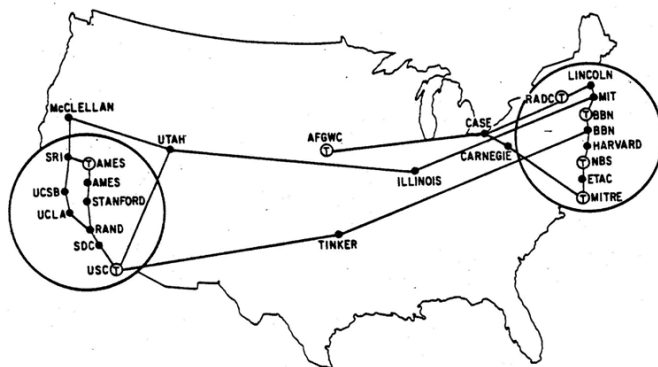 LINCOLN
RADC T
MIT
McCLELLAN
T BBN
CASE
UTAH
AFGWC T
BBN
CARNEGIE
HARVARD
SRI
T AMES
T NBS
ILLINOIS
ETAC
AMES
UCSB
T MITRE
STANFORD
UCLA
RAND
TINKER
SDC
USC T